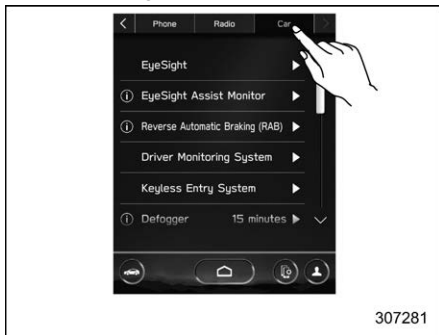 Phone Radio Car
EyeSight
EyeSight Assist Monitor
Reverse Automatic Braking (RAB)
Driver Monitoring System
Keyless Entry System
Defogger 15 minutes
307281